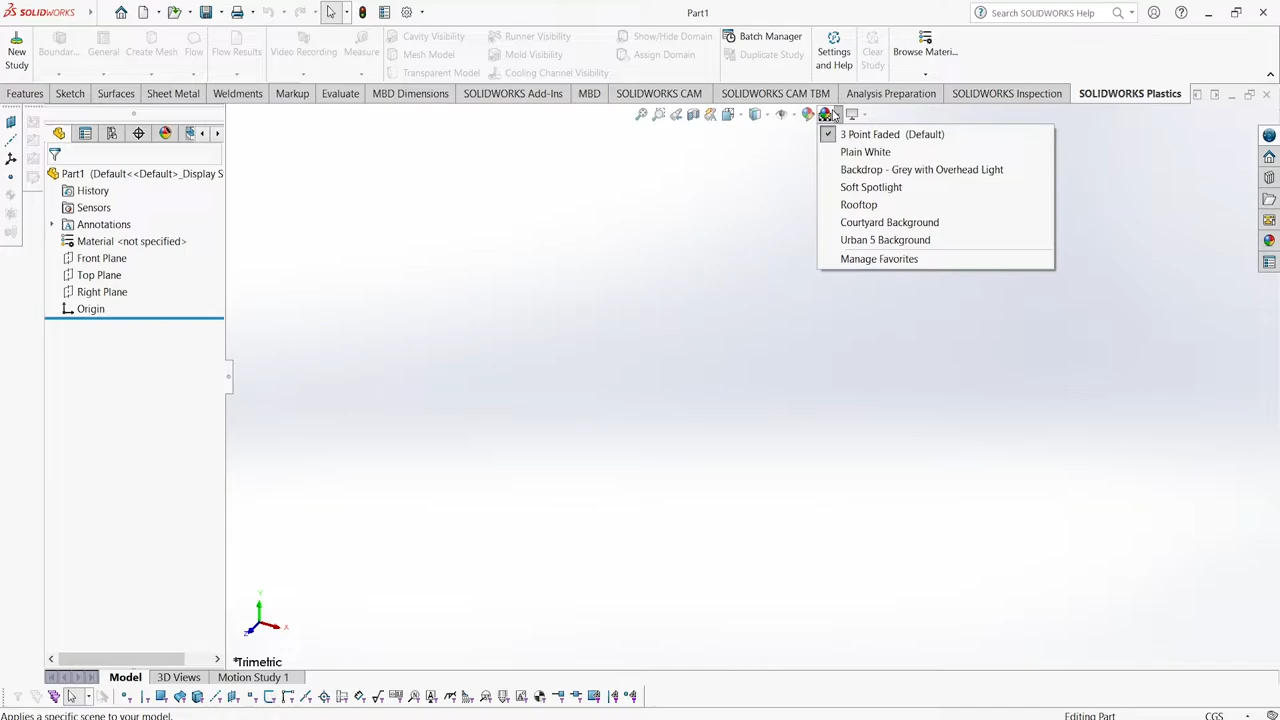 SOLIDWORKS
Part1
Search SOLIDWORKS Help
New Study
Boundar...
General
Create Mesh
Flow
Flow Results
Video Recording
Measure
Cavity Visibility
Mesh Model
Transparent Model
Runner Visibility
Mold Visibility
Cooling Channel Visibility
Show/Hide Domain
Assign Domain
Batch Manager
Duplicate Study
Settings and Help
Clear Study
Browse Materi...
Features Sketch Surfaces Sheet Metal Weldments Markup Evaluate MBD Dimensions SOLIDWORKS Add-Ins MBD SOLIDWORKS CAM SOLIDWORKS CAM TBM Analysis Preparation SOLIDWORKS Inspection SOLIDWORKS Plastics
3 Point Faded (Default)
Plain White
Backdrop - Grey with Overhead Light
Soft Spotlight
Rooftop
Courtyard Background
Urban 5 Background
Manage Favorites
Part1 (Default<<Default>_Display S
History
Sensors
Annotations
Material <not specified>
Front Plane
Top Plane
Right Plane
Origin
Y
X
Z
*Trimetric
Model 3D Views Motion Study 1
Applies a specific scene to your model.
Editing Part
CGS